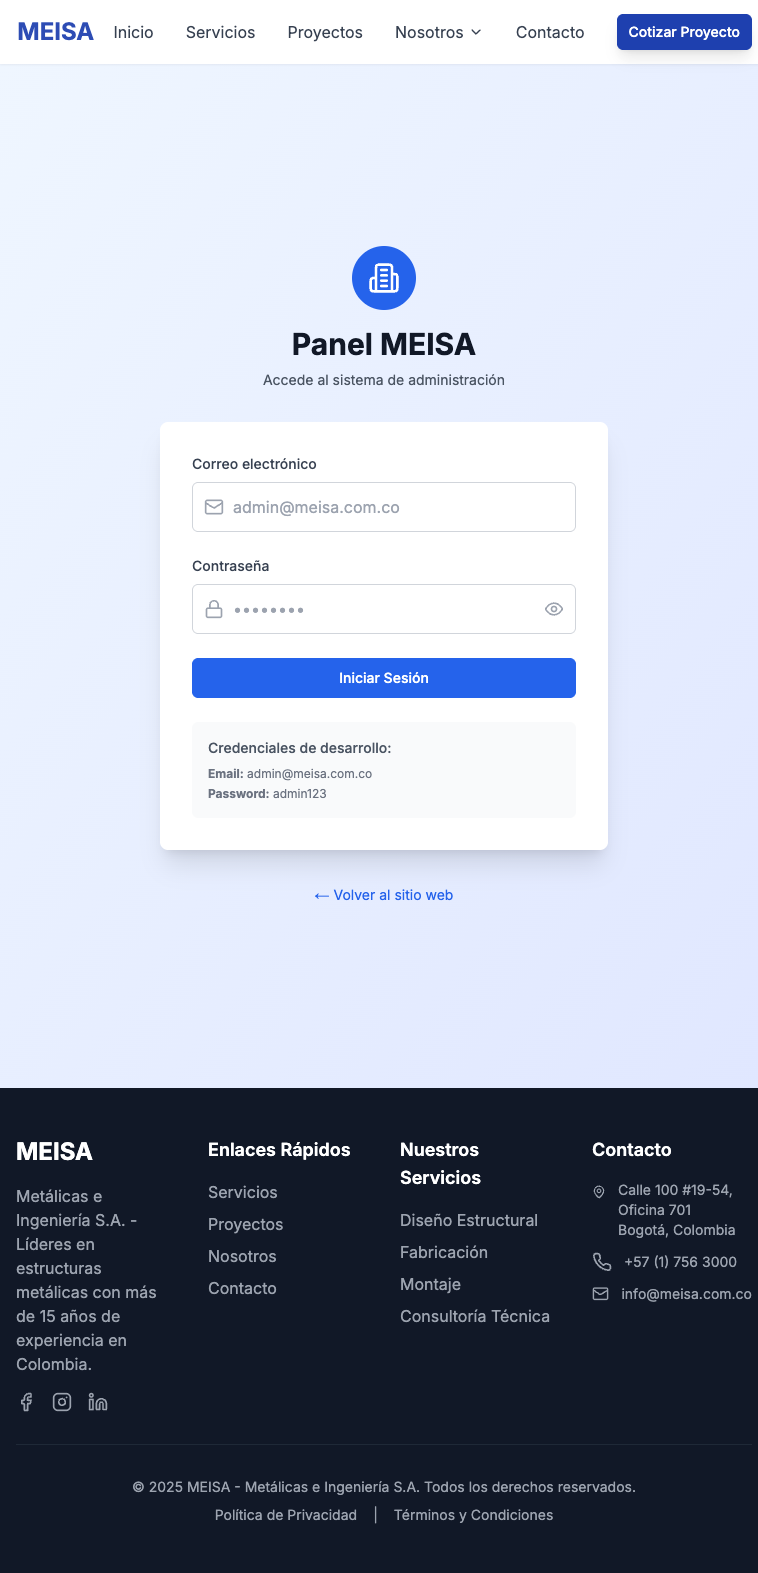 MEISA
Inicio
Servicios
Proyectos
Nosotros
Contacto
Cotizar Proyecto
Panel MEISA
Accede al sistema de administración
Correo electrónico
admin@meisa.com.co
Contraseña
••••••••
Iniciar Sesión
Credenciales de desarrollo:
Email: admin@meisa.com.co
Password: admin123
← Volver al sitio web
MEISA
Metálicas e
Ingeniería S.A. -
Líderes en
estructuras
metálicas con más
de 15 años de
experiencia en
Colombia.
Enlaces Rápidos
Servicios
Proyectos
Nosotros
Contacto
Nuestros
Servicios
Diseño Estructural
Fabricación
Montaje
Consultoría Técnica
Contacto
Calle 100 #19-54,
Oficina 701
Bogotá, Colombia
+57 (1) 756 3000
info@meisa.com.co
© 2025 MEISA - Metálicas e Ingeniería S.A. Todos los derechos reservados.
Política de Privacidad | Términos y Condiciones